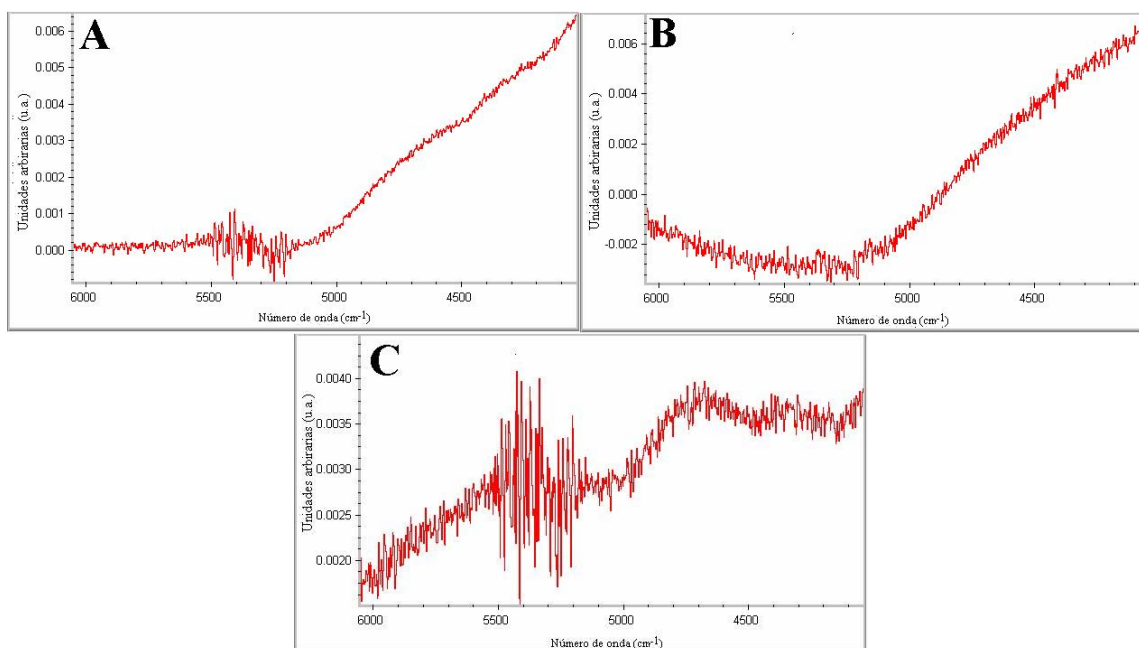 A
Unidades arbirarias (u.a.)
0.006
0.005
0.004
0.003
0.002
0.001
0.000
6000 5500 5000 4500
Número de onda (cm-1)
B
Unidades arbirarias (u.a.)
0.006
0.004
0.002
0.000
-0.002
6000 5500 5000 4500
Número de onda (cm-1)
C
Unidades arbirarias (u.a.)
0.0040
0.0035
0.0030
0.0025
0.0020
6000 5500 5000 4500
Número de onda (cm-1)